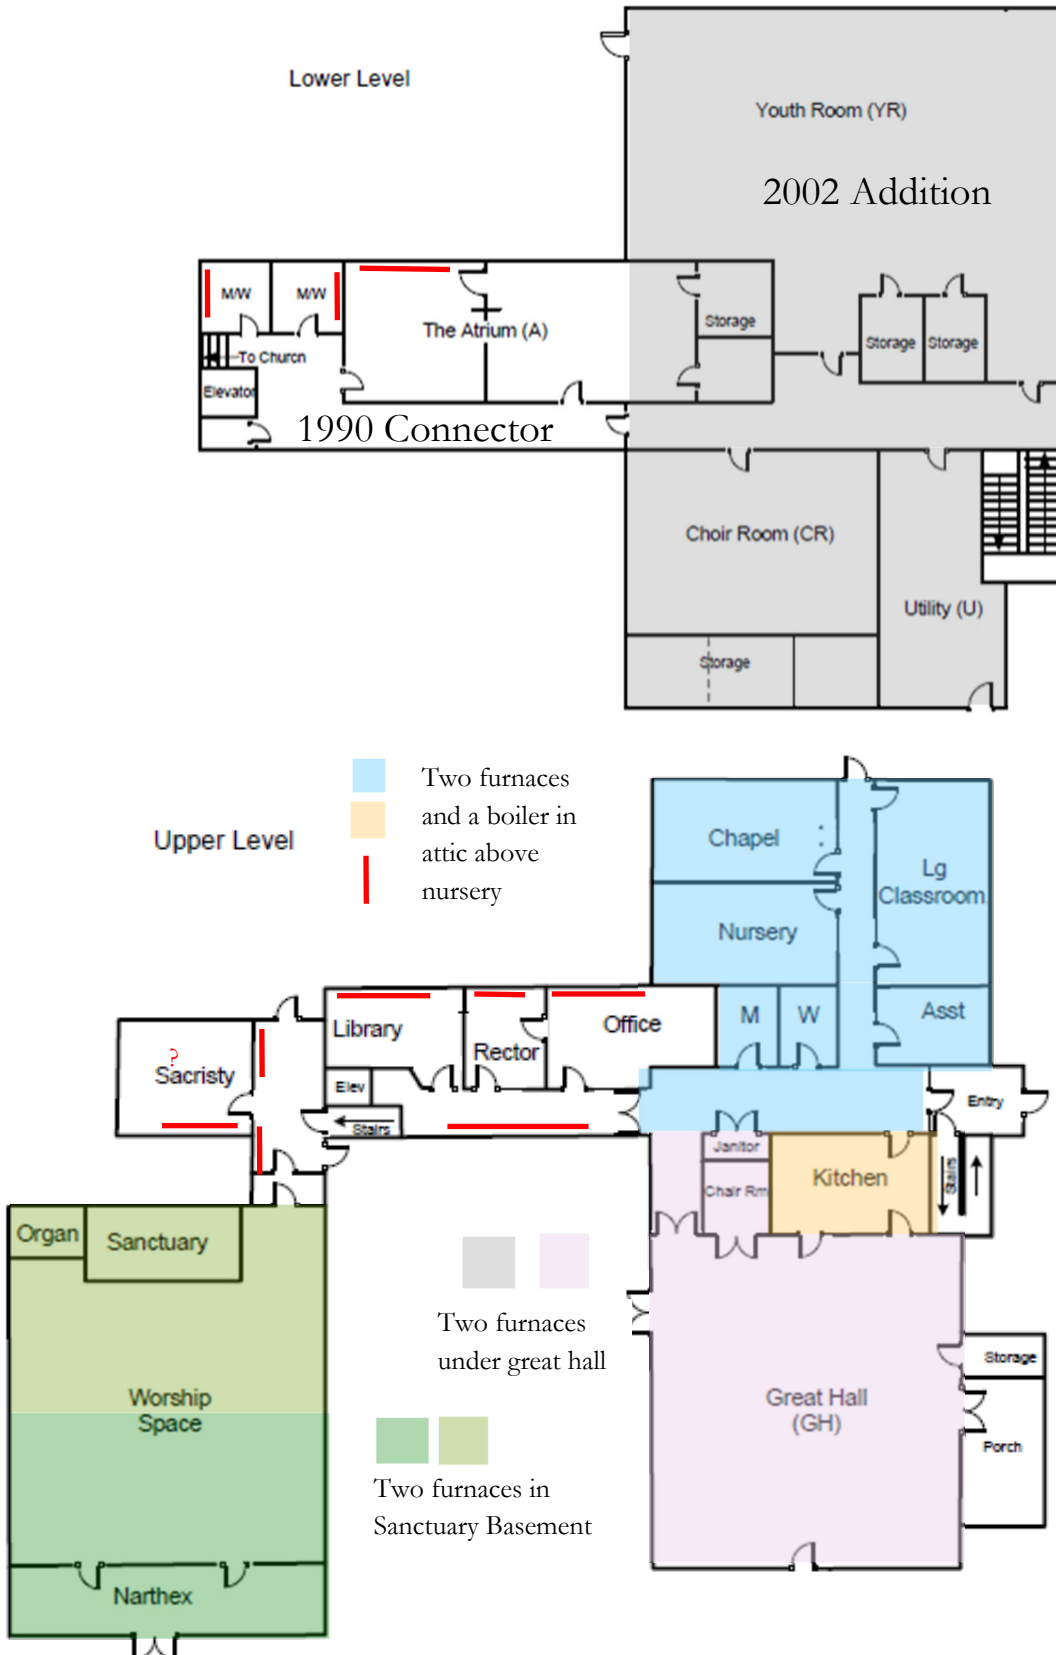 Lower Level
Youth Room (YR)
2002 Addition
M/W
M/W
The Atrium (A)
Storage
Storage
Storage
To Church
Elevator
1990 Connector
Choir Room (CR)
Utility (U)
Storage
Two furnaces
and a boiler in
attic above
nursery
Upper Level
Chapel
Lg
Classroom
Nursery
M
W
Asst
Library
Rector
Office
?
Sacristy
Elev
Stairs
Entry
Janitor
Chair Rm
Kitchen
Stairs
Organ
Sanctuary
Two furnaces
under great hall
Storage
Worship
Space
Great Hall
(GH)
Porch
Two furnaces in
Sanctuary Basement
Narthex